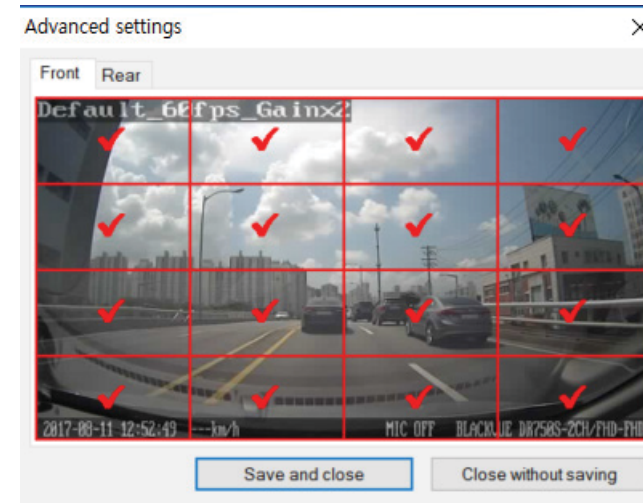 Advanced settings
Front Rear
Default_60fps_Gainx2
2017-08-11 12:52:49 ---km/h MIC OFF BLACKVUE DR750S-2CH/FHD-FHD
Save and close Close without saving